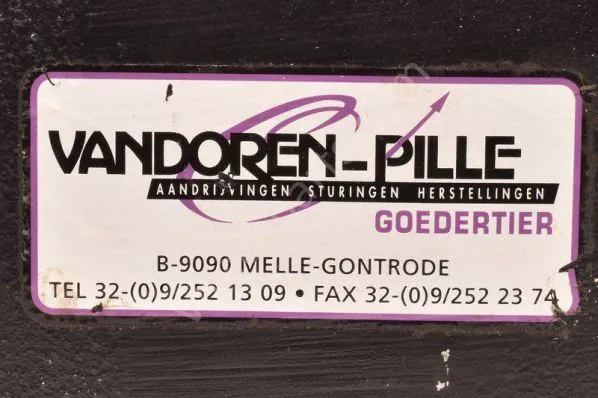 VANDOREN-PILLE
AANDRIJVINGEN STURINGEN HERSTELLINGEN
GOEDERTIER
B-9090 MELLE-GONTRODE
TEL 32-(0)9/252 13 09 • FAX 32-(0)9/252 23 74